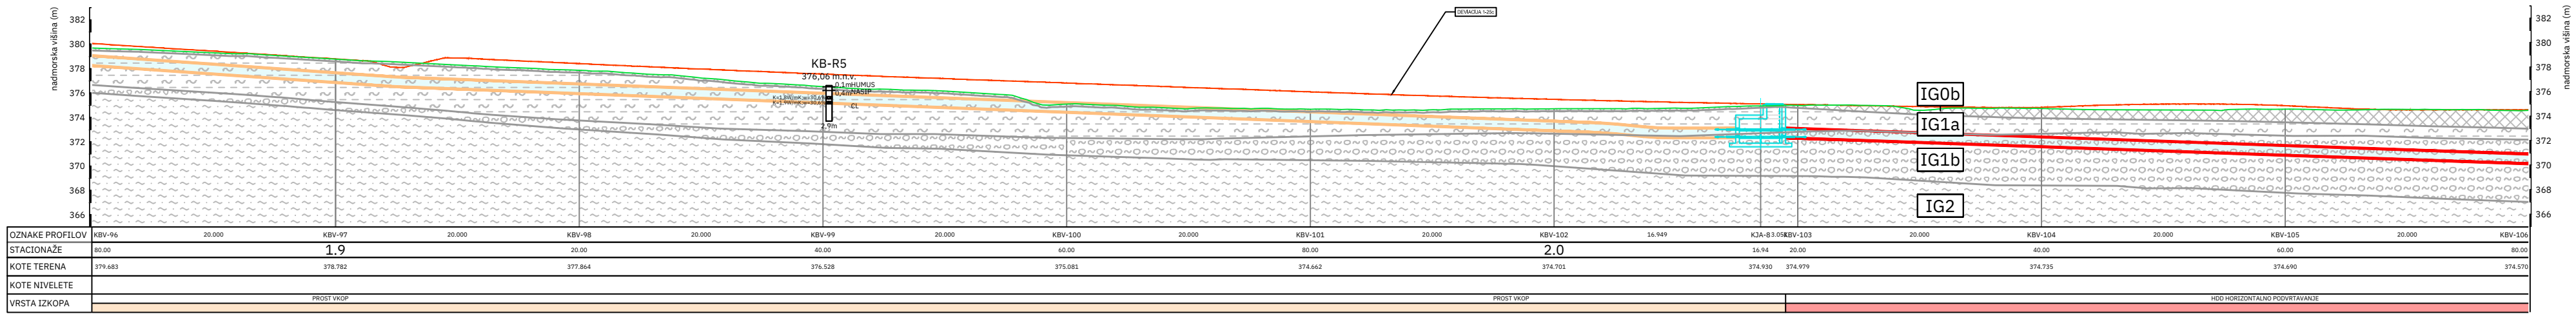 DEVIACIJA 1-25c
nadmorska višina (m)
nadmorska višina (m)
382 382
380 380
378 378
376 376
374 374
372 372
370 370
368 368
366 366
KB-R5
376,06 m.n.v.
0,1m HUMUS
0,4m NASIP
CL
2,9m
IG0b
IG1a
IG1b
IG2
OZNAKE PROFILOV KBV-96 20.000 KBV-97 20.000 KBV-98 20.000 KBV-99 20.000 KBV-100 20.000 KBV-101 20.000 KBV-102 16.949 KJA-8 3.05 KBV-103 20.000 KBV-104 20.000 KBV-105 20.000 KBV-106
STACIONAŽE 80.00 1.9 20.00 40.00 60.00 80.00 2.0 16.94 20.00 40.00 60.00 80.00
KOTE TERENA 379.683 378.782 377.864 376.528 375.081 374.662 374.701 374.930 374.979 374.735 374.690 374.570
KOTE NIVELETE
VRSTA IZKOPA PROST VKOP PROST VKOP HDD HORIZONTALNO PODVRTAVANJE